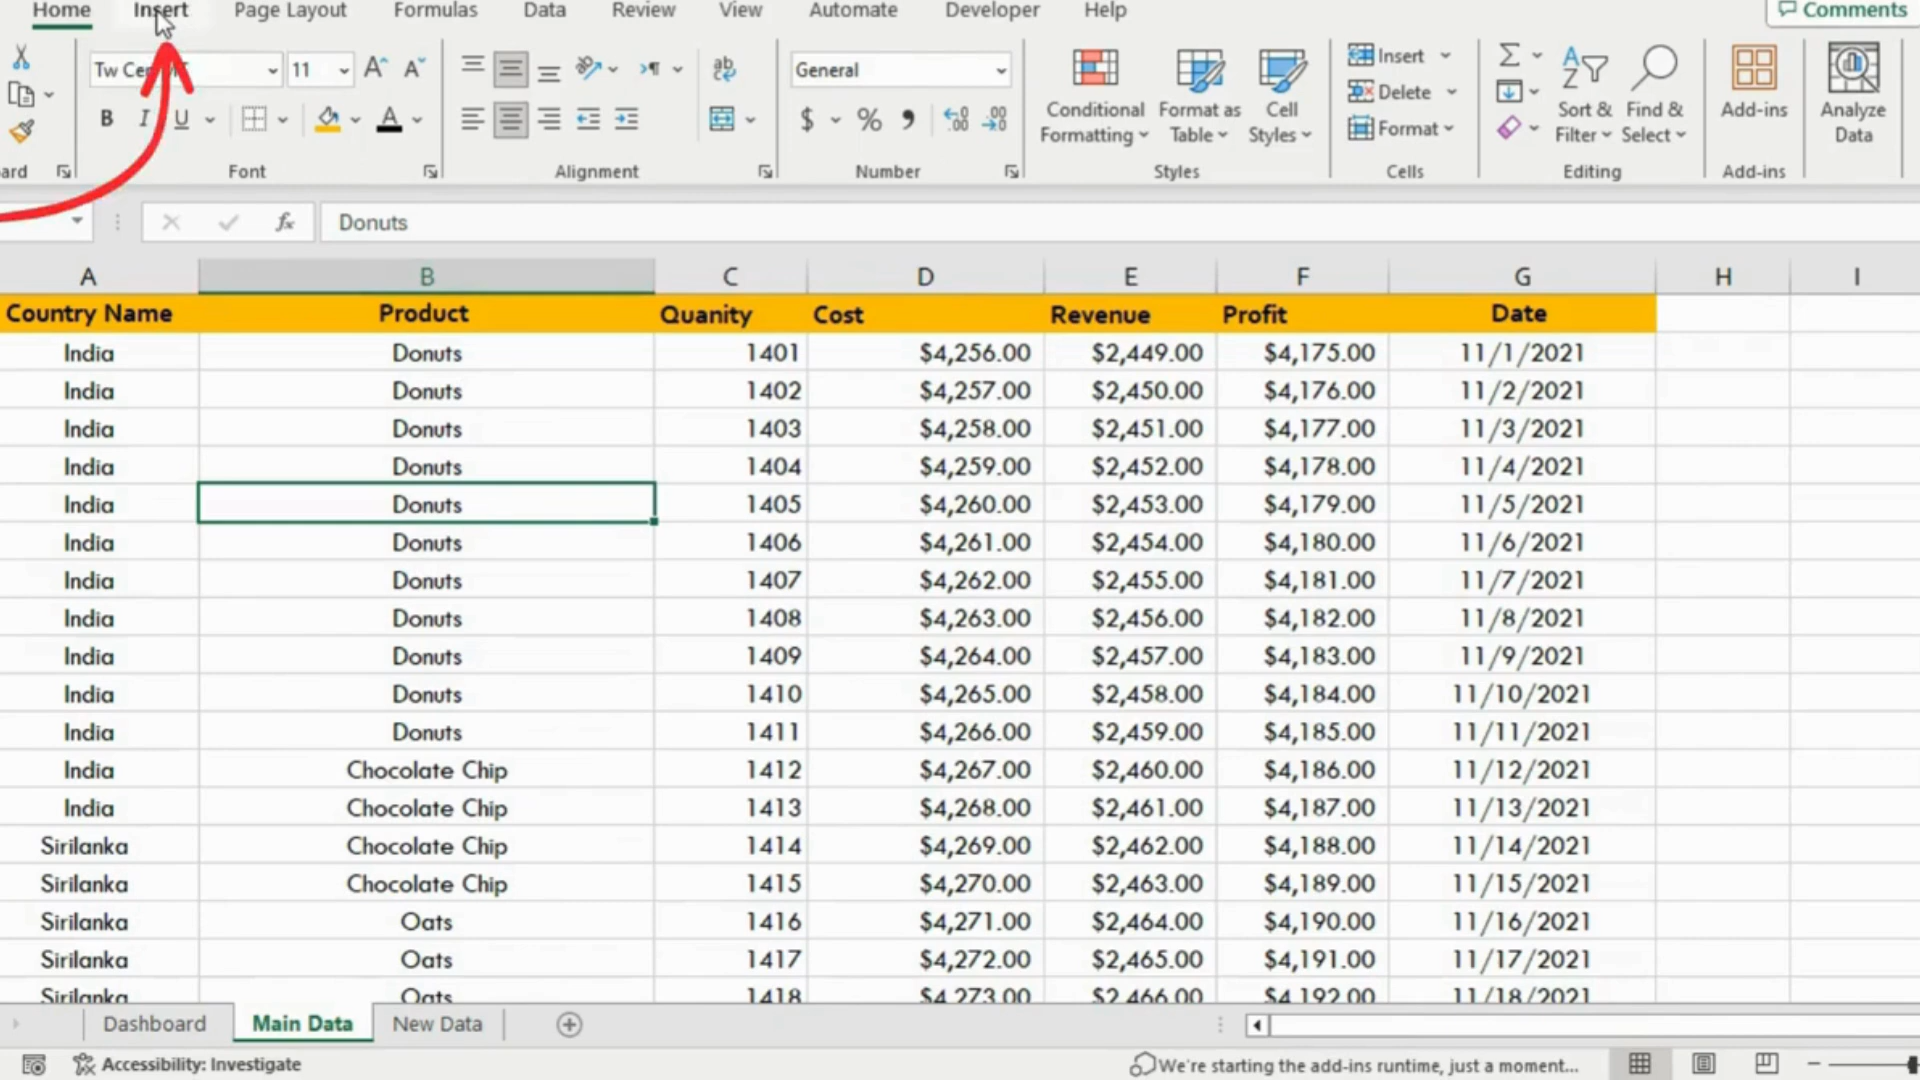 Home Insert Page Layout Formulas Data Review View Automate Developer Help Comments
11
General
ab
Insert
Delete
Format
Conditional Formatting
Format as Table
Cell Styles
Sort & Filter
Find & Select
Add-ins
Analyze Data
B I U A $ %
Font Alignment Number Styles Cells Editing Add-ins
fx Donuts
A B C D E F G H I
Country Name Product Quanity Cost Revenue Profit Date
India Donuts 1401 $4,256.00 $2,449.00 $4,175.00 11/1/2021
India Donuts 1402 $4,257.00 $2,450.00 $4,176.00 11/2/2021
India Donuts 1403 $4,258.00 $2,451.00 $4,177.00 11/3/2021
India Donuts 1404 $4,259.00 $2,452.00 $4,178.00 11/4/2021
India Donuts 1405 $4,260.00 $2,453.00 $4,179.00 11/5/2021
India Donuts 1406 $4,261.00 $2,454.00 $4,180.00 11/6/2021
India Donuts 1407 $4,262.00 $2,455.00 $4,181.00 11/7/2021
India Donuts 1408 $4,263.00 $2,456.00 $4,182.00 11/8/2021
India Donuts 1409 $4,264.00 $2,457.00 $4,183.00 11/9/2021
India Donuts 1410 $4,265.00 $2,458.00 $4,184.00 11/10/2021
India Donuts 1411 $4,266.00 $2,459.00 $4,185.00 11/11/2021
India Chocolate Chip 1412 $4,267.00 $2,460.00 $4,186.00 11/12/2021
India Chocolate Chip 1413 $4,268.00 $2,461.00 $4,187.00 11/13/2021
Sirilanka Chocolate Chip 1414 $4,269.00 $2,462.00 $4,188.00 11/14/2021
Sirilanka Chocolate Chip 1415 $4,270.00 $2,463.00 $4,189.00 11/15/2021
Sirilanka Oats 1416 $4,271.00 $2,464.00 $4,190.00 11/16/2021
Sirilanka Oats 1417 $4,272.00 $2,465.00 $4,191.00 11/17/2021
Sirilanka Oats 1418 $4,273.00 $2,466.00 $4,192.00 11/18/2021
Dashboard Main Data New Data
Accessibility: Investigate We're starting the add-ins runtime, just a moment...